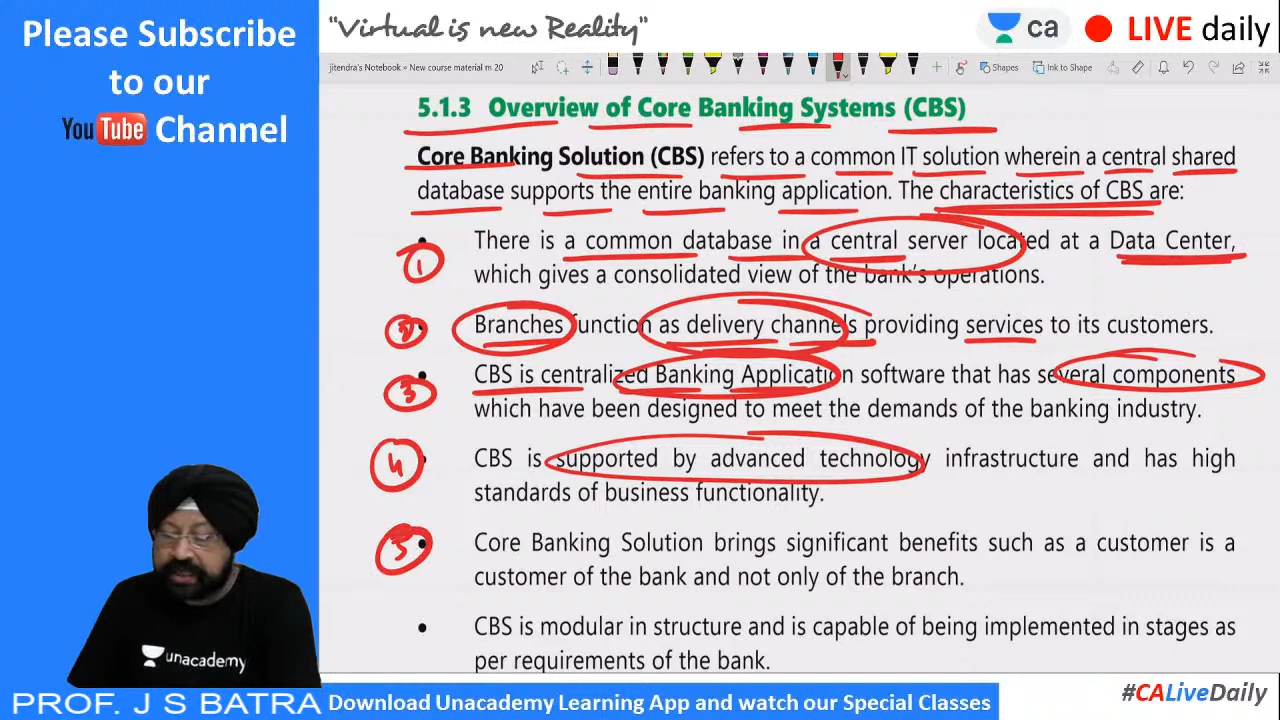 Please Subscribe
to our
YouTube Channel
"Virtual is new Reality"
ca LIVE daily
jitendra's Notebook » New course material m 20
Shapes
Ink to Shape
5.1.3 Overview of Core Banking Systems (CBS)
Core Banking Solution (CBS) refers to a common IT solution wherein a central shared
database supports the entire banking application. The characteristics of CBS are:
1
• There is a common database in a central server located at a Data Center,
which gives a consolidated view of the bank's operations.
• Branches function as delivery channels providing services to its customers.
3
• CBS is centralized Banking Application software that has several components
which have been designed to meet the demands of the banking industry.
4
• CBS is supported by advanced technology infrastructure and has high
standards of business functionality.
5
• Core Banking Solution brings significant benefits such as a customer is a
customer of the bank and not only of the branch.
• CBS is modular in structure and is capable of being implemented in stages as
per requirements of the bank.
unacademy
PROF. J S BATRA
Download Unacademy Learning App and watch our Special Classes
#CALiveDaily